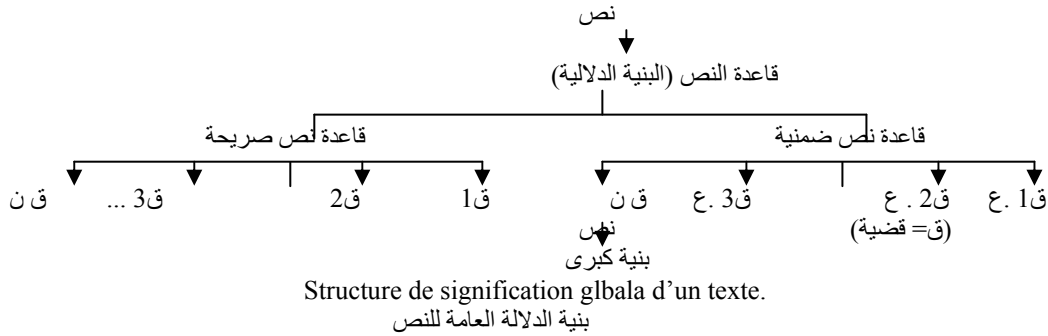 نص
قاعدة النص (البنية الدلالية)
قاعدة نص ضمنية قاعدة نص صريحة
ق1 .ع ق2 . ع ق3 .ع ق ن ق1 ق2 ق3 ... ق ن
(ق= قضية) نص
بنية كبرى
Structure de signification glbala d’un texte.
بنية الدلالة العامة للنص